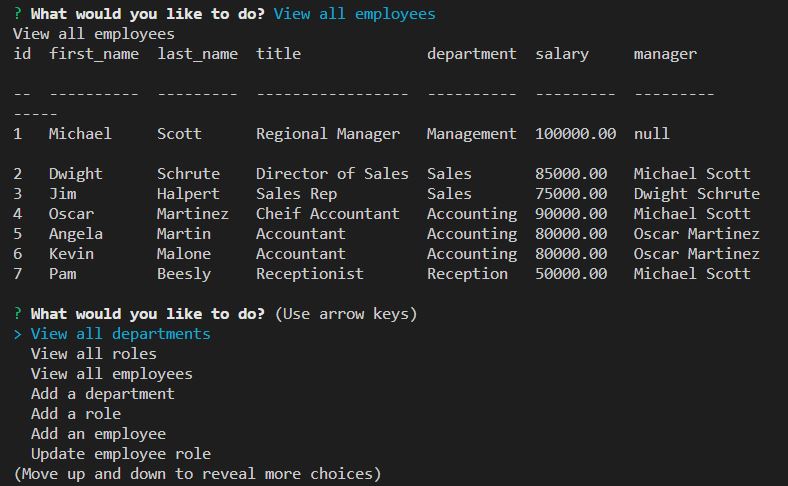 ? What would you like to do? View all employees
View all employees
id  first_name  last_name  title              department  salary     manager
--  ----------  ---------  -----------------  ----------  ---------  ---------
-----
1   Michael     Scott      Regional Manager   Management  100000.00  null
2   Dwight      Schrute    Director of Sales  Sales       85000.00   Michael Scott
3   Jim         Halpert    Sales Rep          Sales       75000.00   Dwight Schrute
4   Oscar       Martinez   Cheif Accountant   Accounting  90000.00   Michael Scott
5   Angela      Martin     Accountant         Accounting  80000.00   Oscar Martinez
6   Kevin       Malone     Accountant         Accounting  80000.00   Oscar Martinez
7   Pam         Beesly     Receptionist       Reception   50000.00   Michael Scott
? What would you like to do? (Use arrow keys)
> View all departments
  View all roles
  View all employees
  Add a department
  Add a role
  Add an employee
  Update employee role
(Move up and down to reveal more choices)